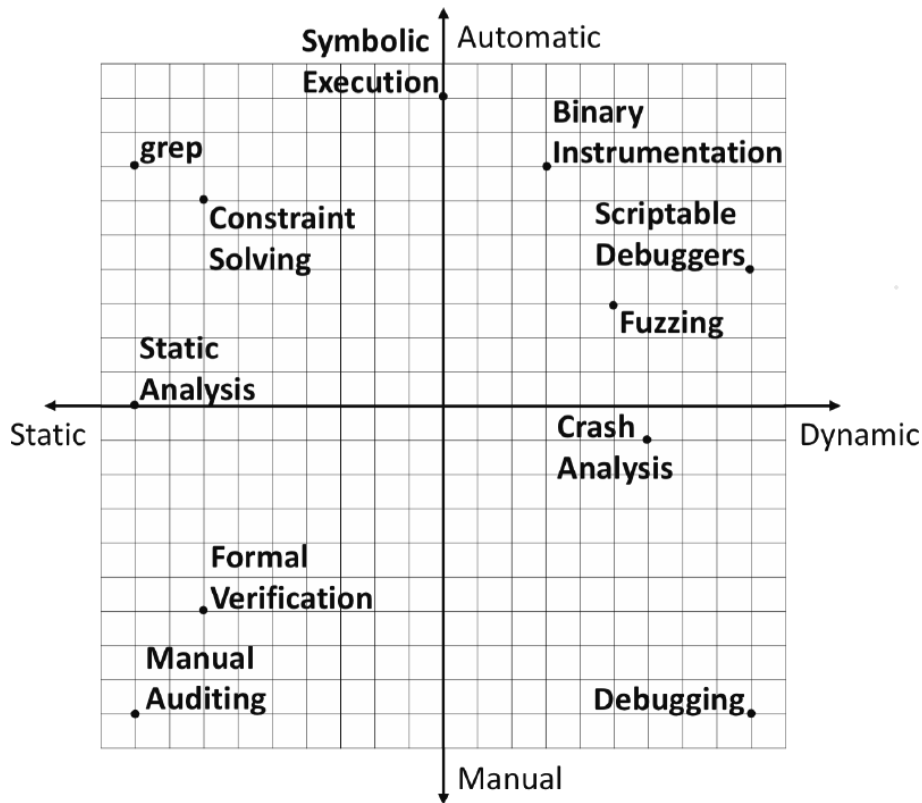 Symbolic
Execution
Automatic
Binary
Instrumentation
grep
Constraint
Solving
Scriptable
Debuggers
Fuzzing
Static
Analysis
Static
Dynamic
Crash
Analysis
Formal
Verification
Manual
Auditing
Debugging
Manual